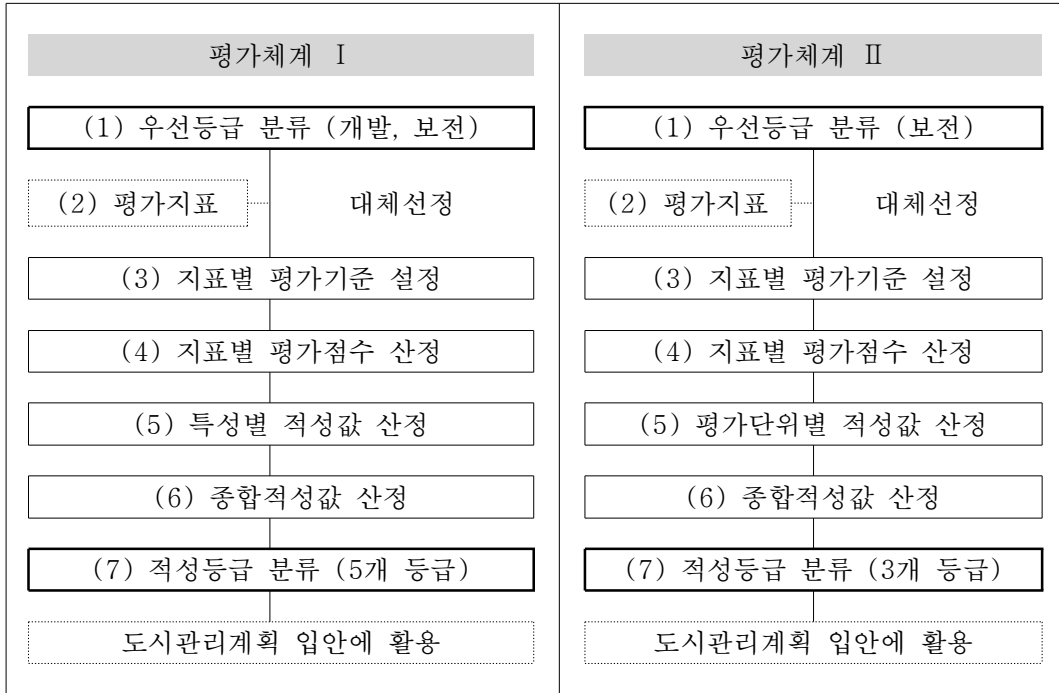 평가체계 Ⅰ
(1) 우선등급 분류 (개발, 보전)
(2) 평가지표
대체선정
(3) 지표별 평가기준 설정
(4) 지표별 평가점수 산정
(5) 특성별 적성값 산정
(6) 종합적성값 산정
(7) 적성등급 분류 (5개 등급)
도시관리계획 입안에 활용
평가체계 Ⅱ
(1) 우선등급 분류 (보전)
(2) 평가지표
대체선정
(3) 지표별 평가기준 설정
(4) 지표별 평가점수 산정
(5) 평가단위별 적성값 산정
(6) 종합적성값 산정
(7) 적성등급 분류 (3개 등급)
도시관리계획 입안에 활용